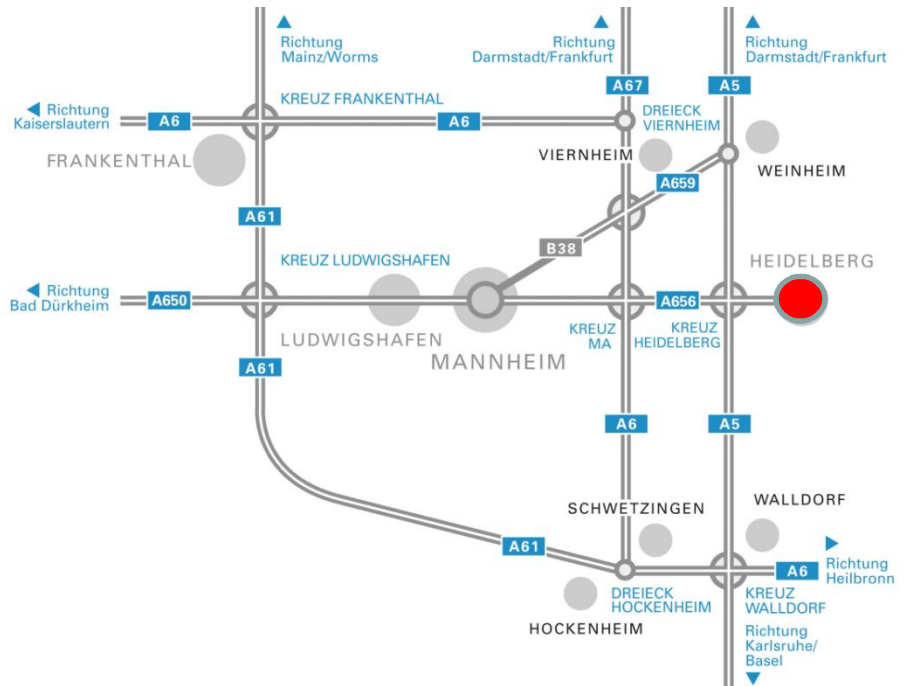 Richtung
Mainz/Worms
Richtung
Darmstadt/Frankfurt
Richtung
Darmstadt/Frankfurt
A67
A5
KREUZ FRANKENTHAL
Richtung
Kaiserslautern
A6
A6
DREIECK
VIERNHEIM
FRANKENTHAL
VIERNHEIM
WEINHEIM
A659
A61
B38
KREUZ LUDWIGSHAFEN
HEIDELBERG
Richtung
Bad Dürkheim
A650
A656
LUDWIGSHAFEN
MANNHEIM
KREUZ
MA
KREUZ
HEIDELBERG
A61
A6
A5
SCHWETZINGEN
WALLDORF
A61
A6
Richtung
Heilbronn
DREIECK
HOCKENHEIM
KREUZ
WALLDORF
HOCKENHEIM
Richtung
Karlsruhe/
Basel